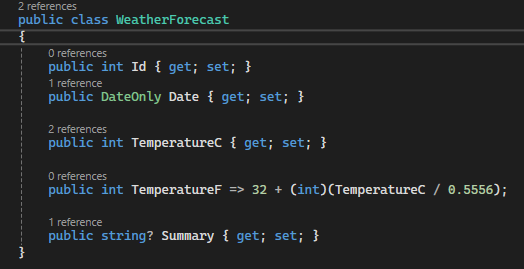 2 references
public class WeatherForecast
{
0 references
public int Id { get; set; }
1 reference
public DateOnly Date { get; set; }
2 references
public int TemperatureC { get; set; }
0 references
public int TemperatureF => 32 + (int)(TemperatureC / 0.5556);
1 reference
public string? Summary { get; set; }
}